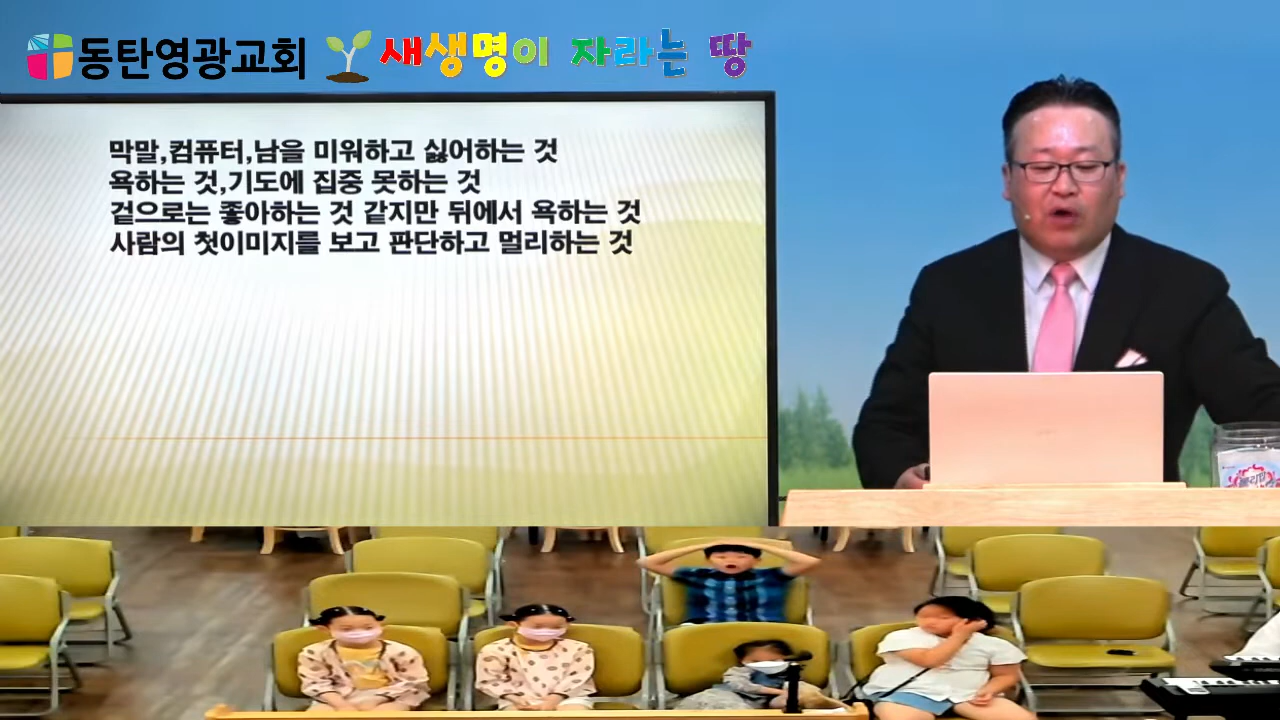 동탄영광교회 새생명이 자라는 땅
막말,컴퓨터,남을 미워하고 싫어하는 것
욕하는 것,기도에 집중 못하는 것
겉으로는 좋아하는 것 같지만 뒤에서 욕하는 것
사람의 첫이미지를 보고 판단하고 멀리하는 것